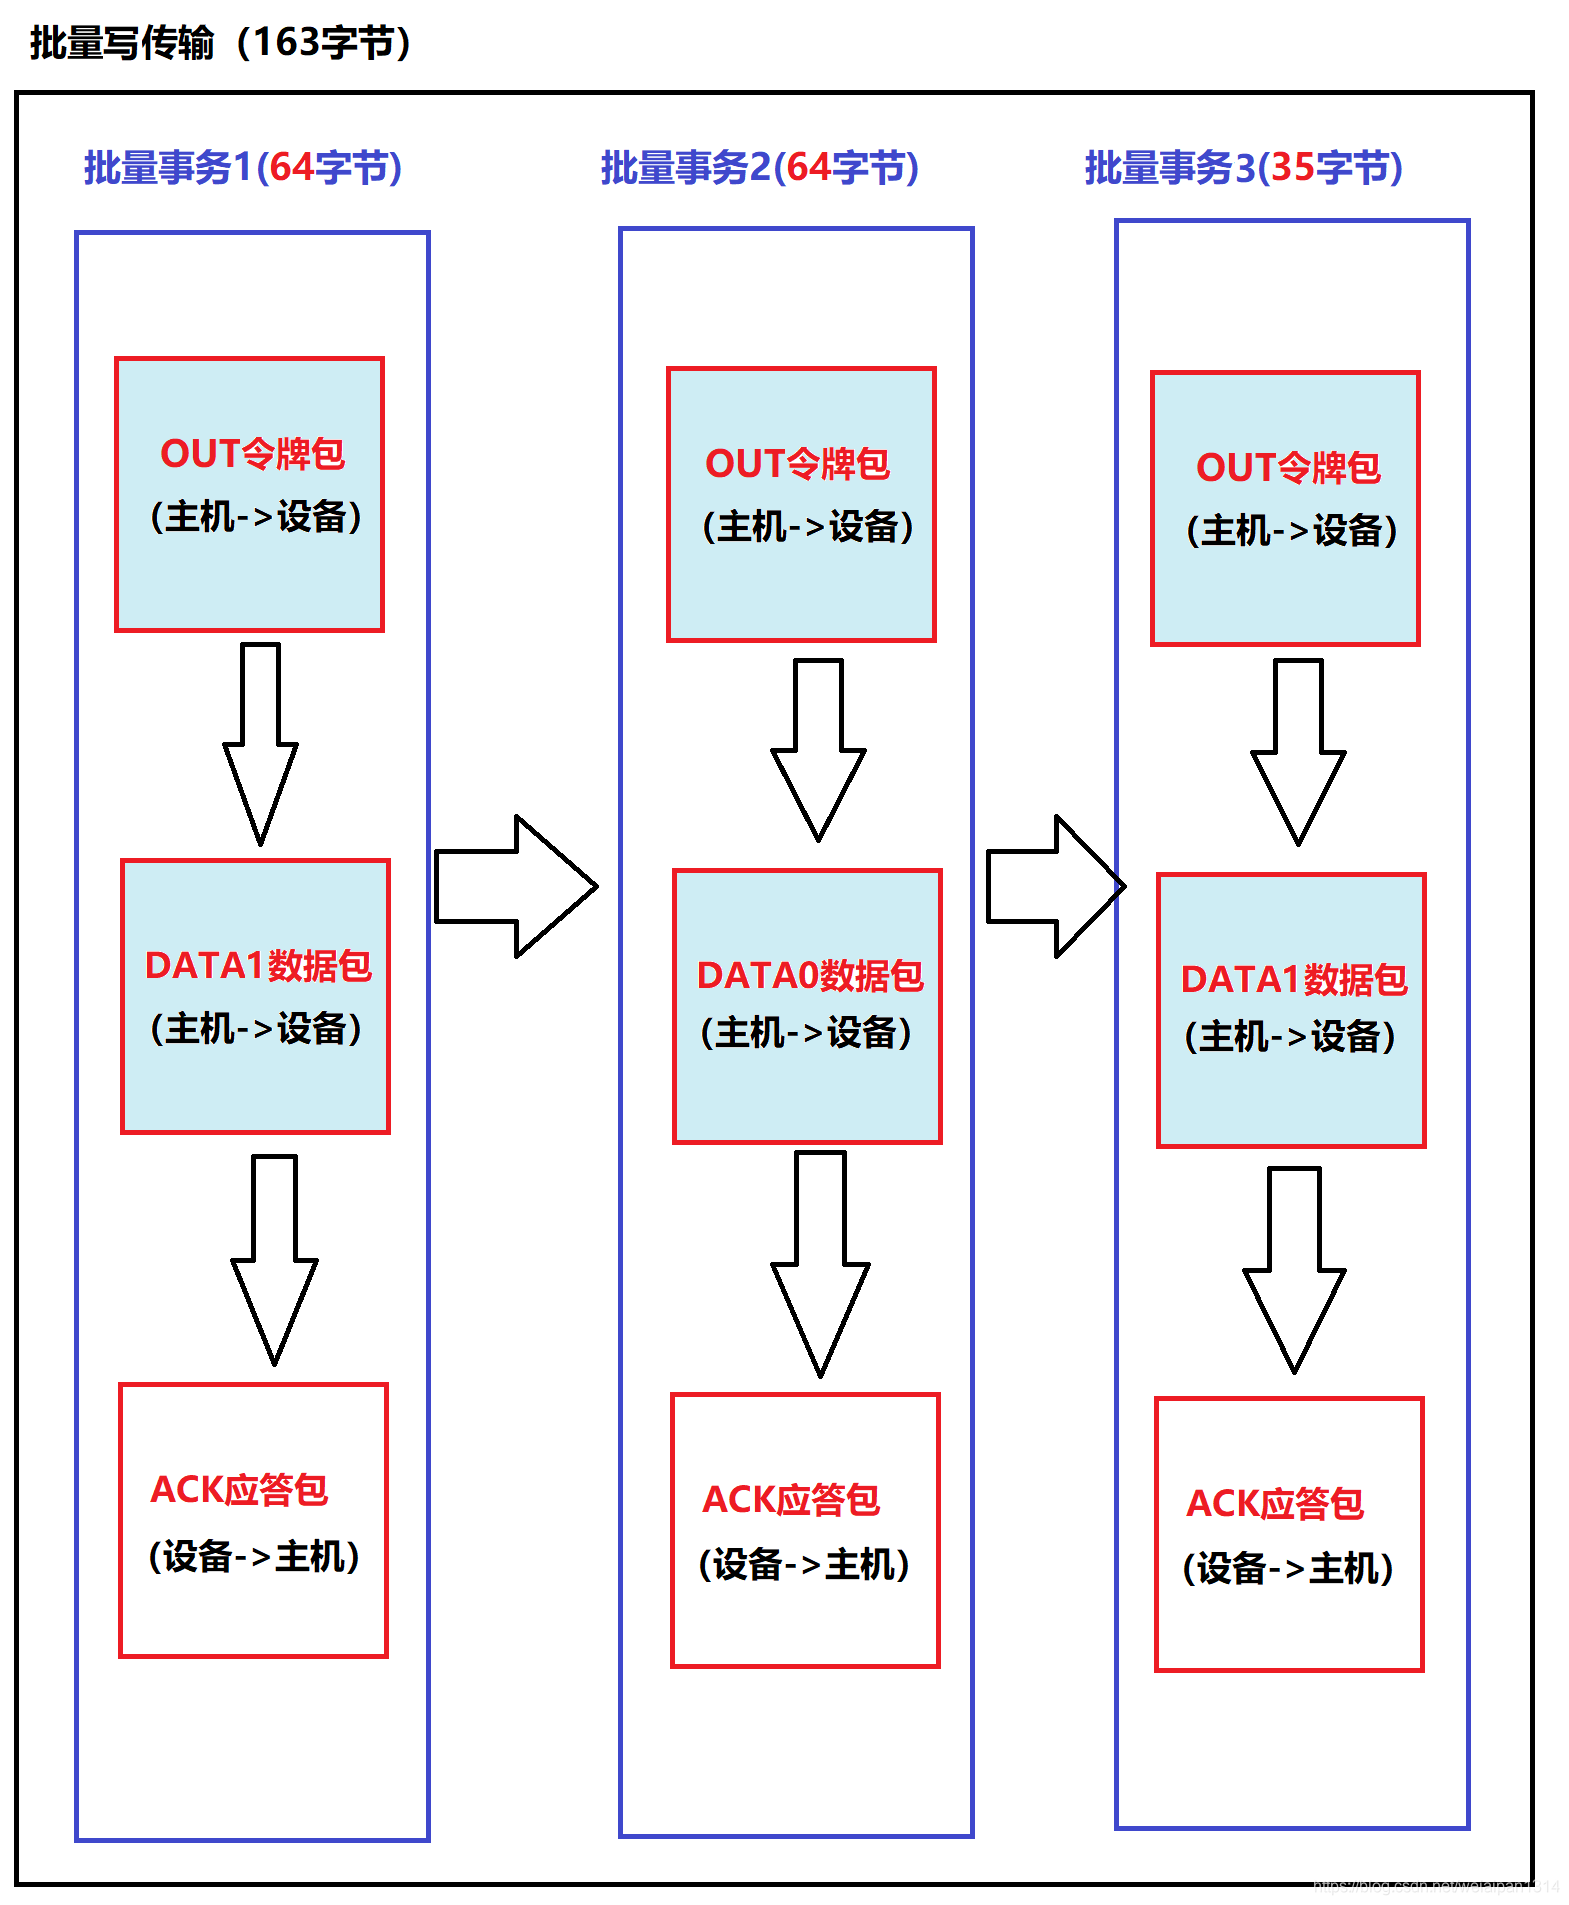 批量写传输（163字节）
批量事务1(64字节)
OUT令牌包
(主机->设备)
DATA1数据包
(主机->设备)
ACK应答包
(设备->主机)
批量事务2(64字节)
OUT令牌包
(主机->设备)
DATA0数据包
(主机->设备)
ACK应答包
(设备->主机)
批量事务3(35字节)
OUT令牌包
(主机->设备)
DATA1数据包
(主机->设备)
ACK应答包
(设备->主机)
https://blog.csdn.net/weiaipan1314